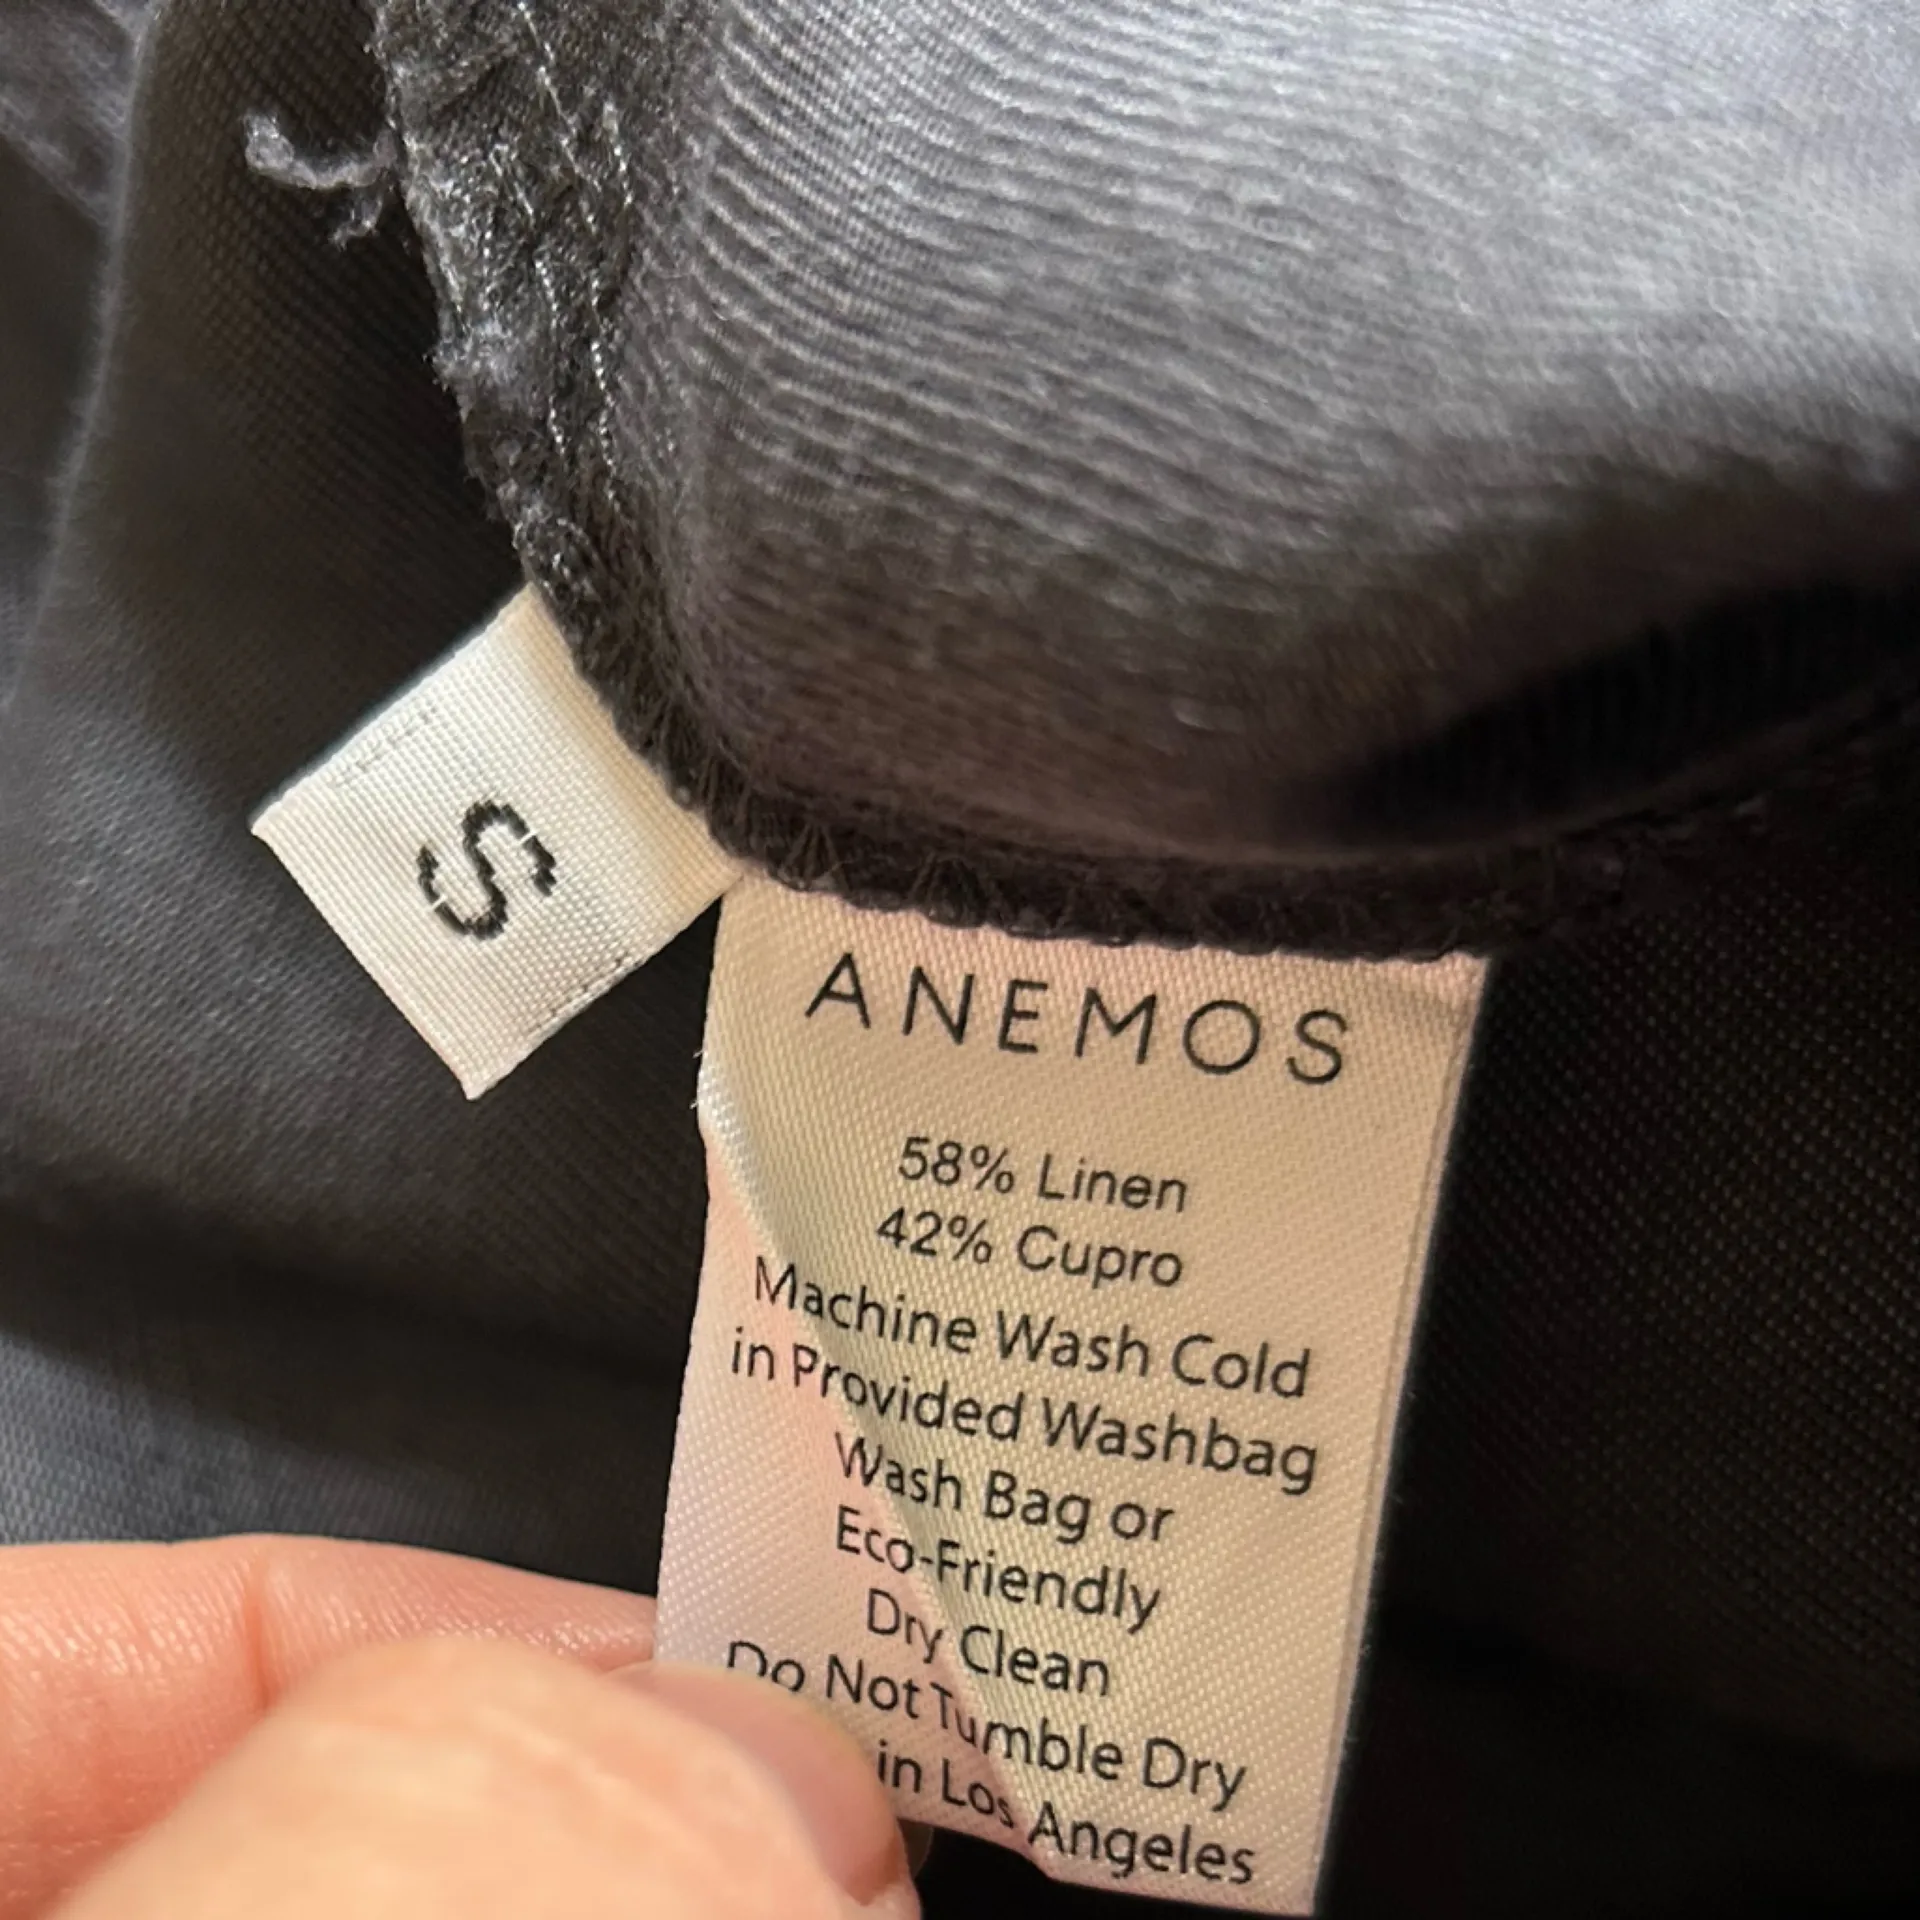 S
ANEMOS
58% Linen
42% Cupro
Machine Wash Cold
in Provided Washbag
Wash Bag or
Eco-Friendly
Dry Clean
Do Not Tumble Dry
in Los Angeles